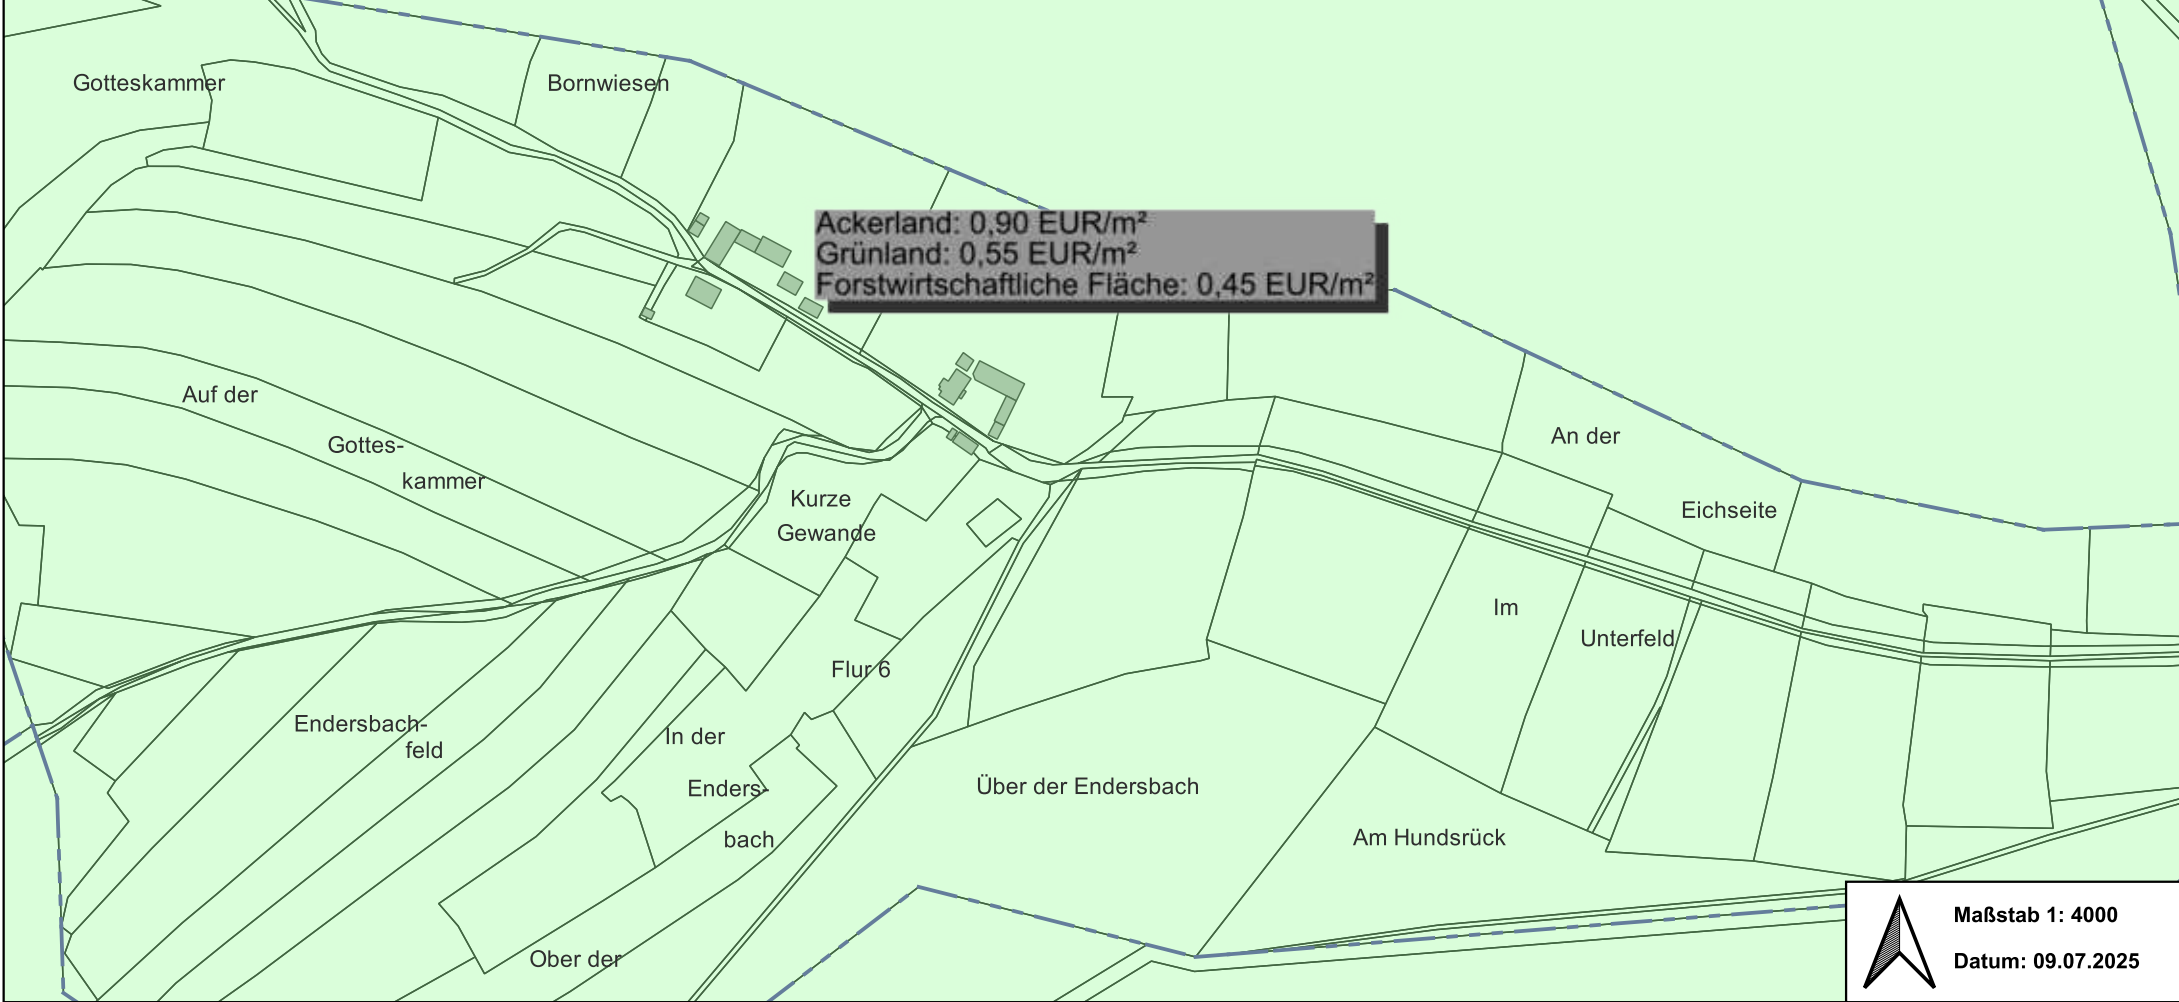 Gotteskammer
Bornwiesen
Ackerland: 0,90 EUR/m²
Grünland: 0,55 EUR/m²
Forstwirtschaftliche Fläche: 0,45 EUR/m²
Auf der
Gottes-
kammer
An der
Eichseite
Kurze
Gewande
Im
Unterfeld
Flur 6
Endersbach-
feld
In der
Enders-
bach
Über der Endersbach
Am Hundsrück
Ober der
Maßstab 1: 4000
Datum: 09.07.2025